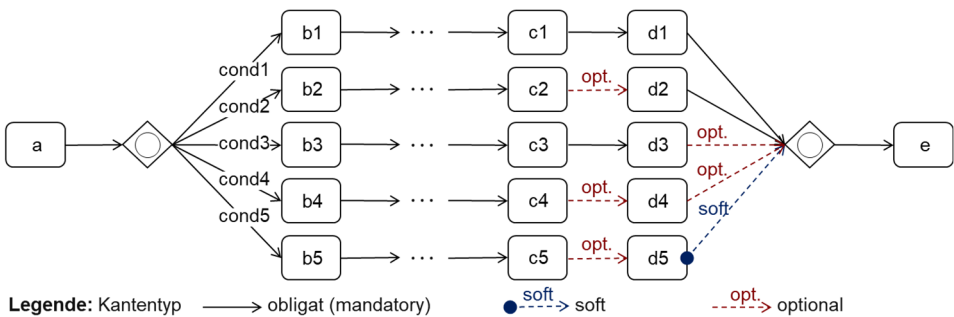 b1 ··· c1 d1
cond1
b2 ··· c2 opt. d2
cond2
a cond3 b3 ··· c3 d3 opt. e
cond4
b4 ··· c4 opt. d4 opt.
cond5 soft
b5 ··· c5 opt. d5
Legende: Kantentyp obligat (mandatory) soft soft opt. optional